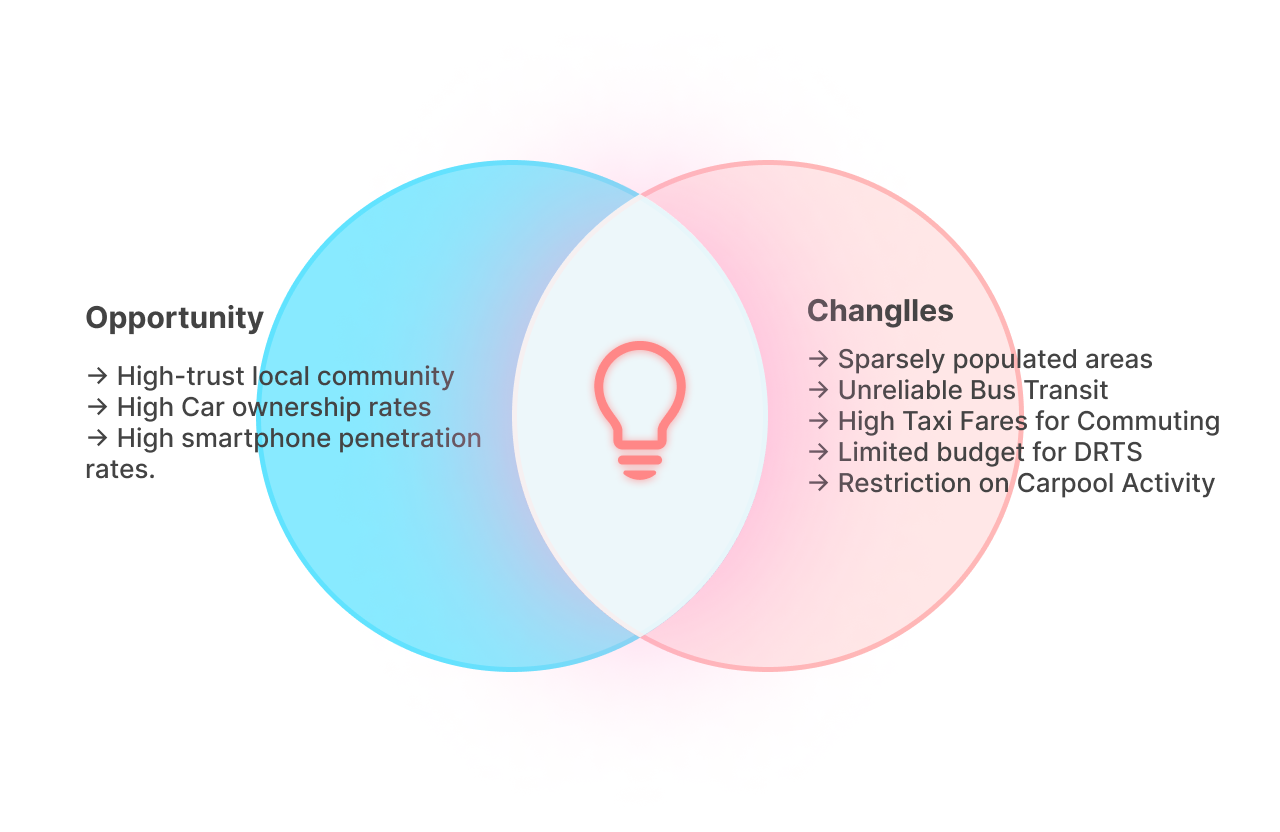 Opportunity
→ High-trust local community
→ High Car ownership rates
→ High smartphone penetration
rates.
Changlles
→ Sparsely populated areas
→ Unreliable Bus Transit
→ High Taxi Fares for Commuting
→ Limited budget for DRTS
→ Restriction on Carpool Activity